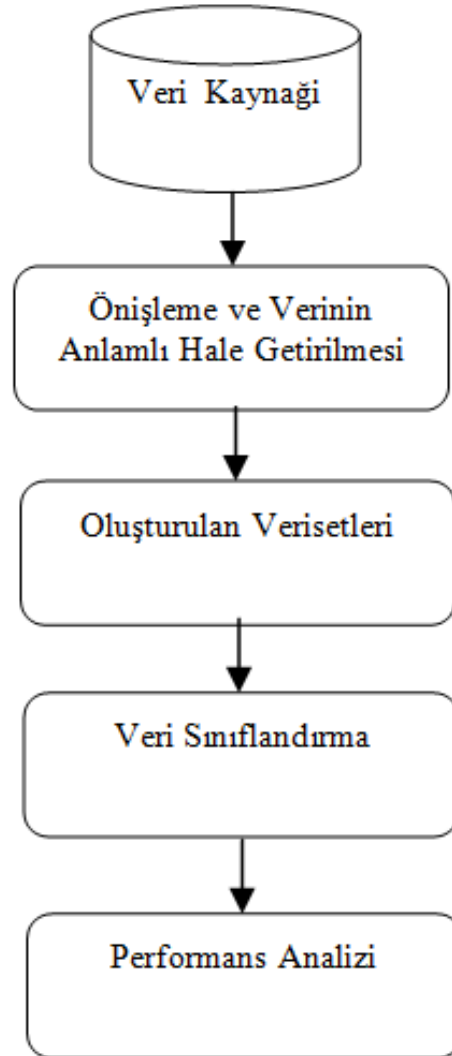 Veri Kaynaği
Önişleme ve Verinin
Anlamlı Hale Getirilmesi
Oluşturulan Verisetleri
Veri Sınıflandırma
Performans Analizi